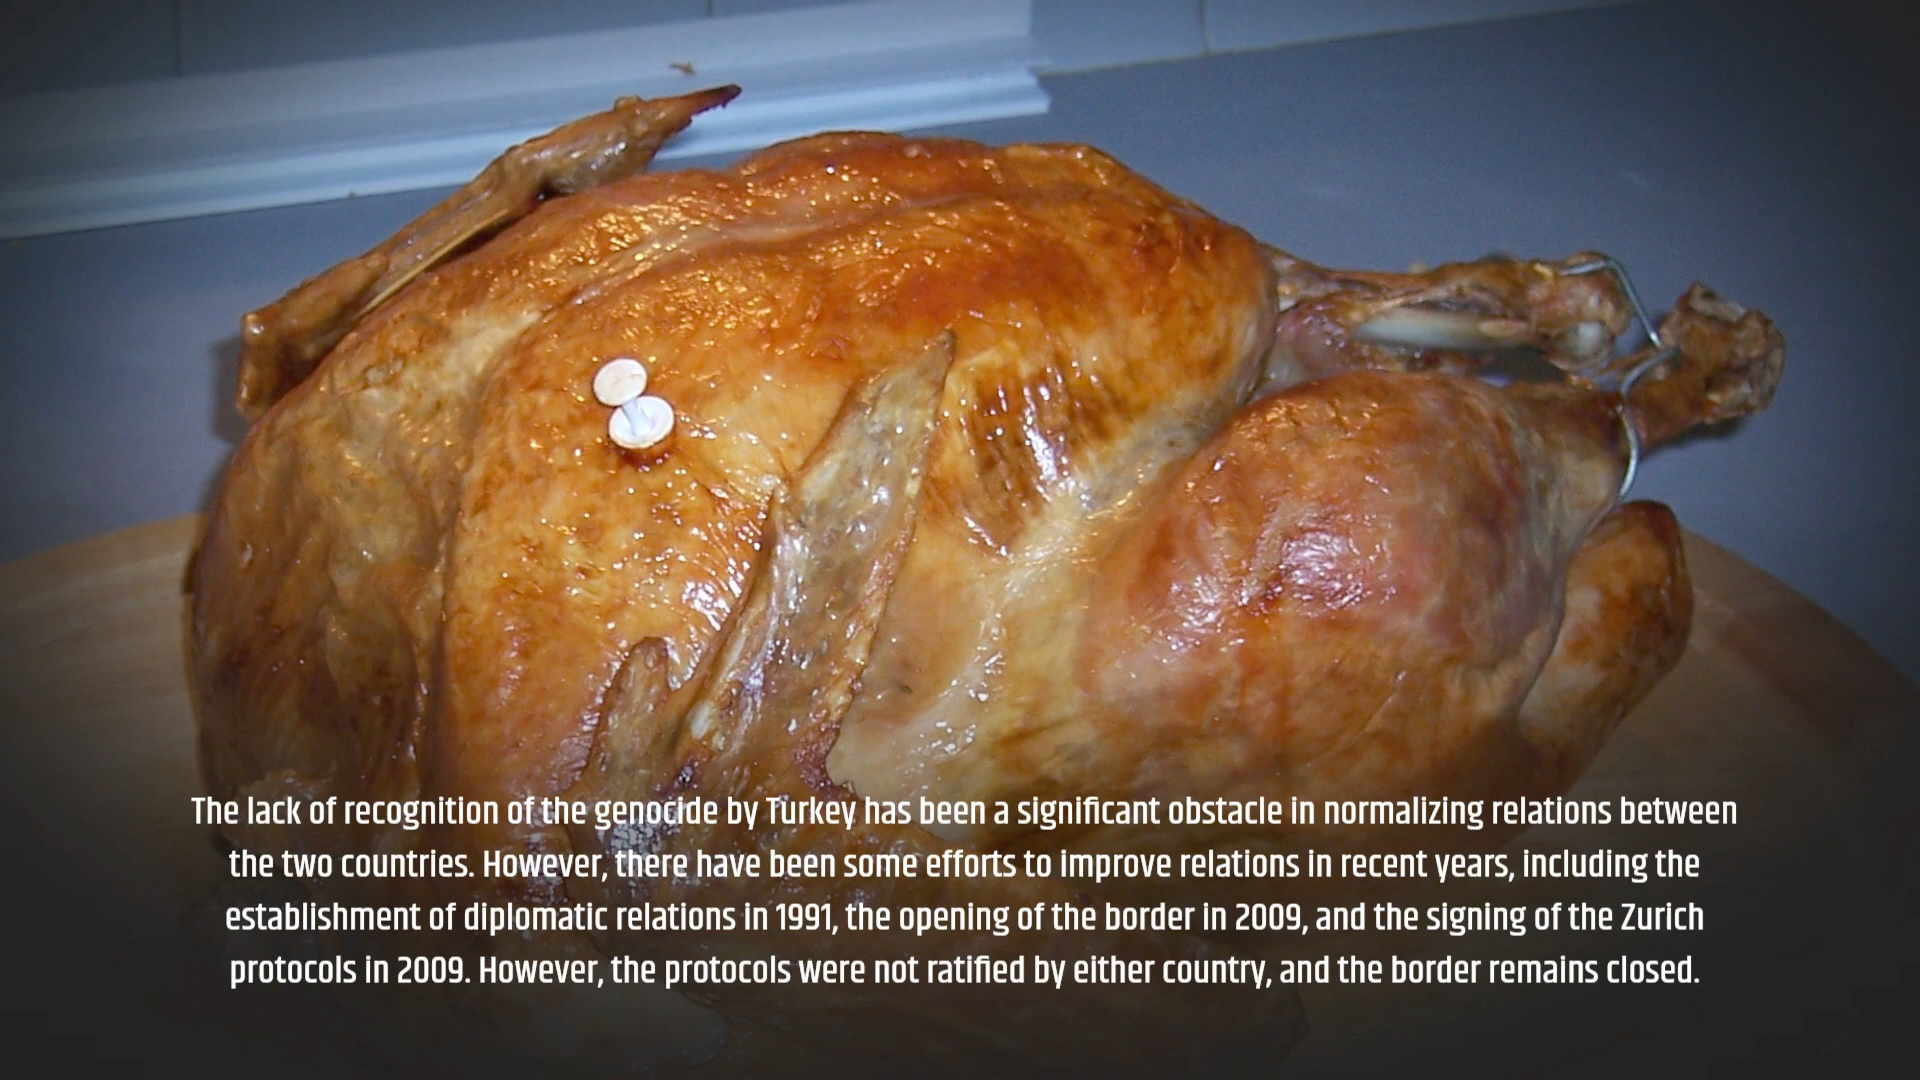 The lack of recognition of the genocide by Turkey has been a significant obstacle in normalizing relations between
the two countries. However, there have been some efforts to improve relations in recent years, including the
establishment of diplomatic relations in 1991, the opening of the border in 2009, and the signing of the Zurich
protocols in 2009. However, the protocols were not ratified by either country, and the border remains closed.